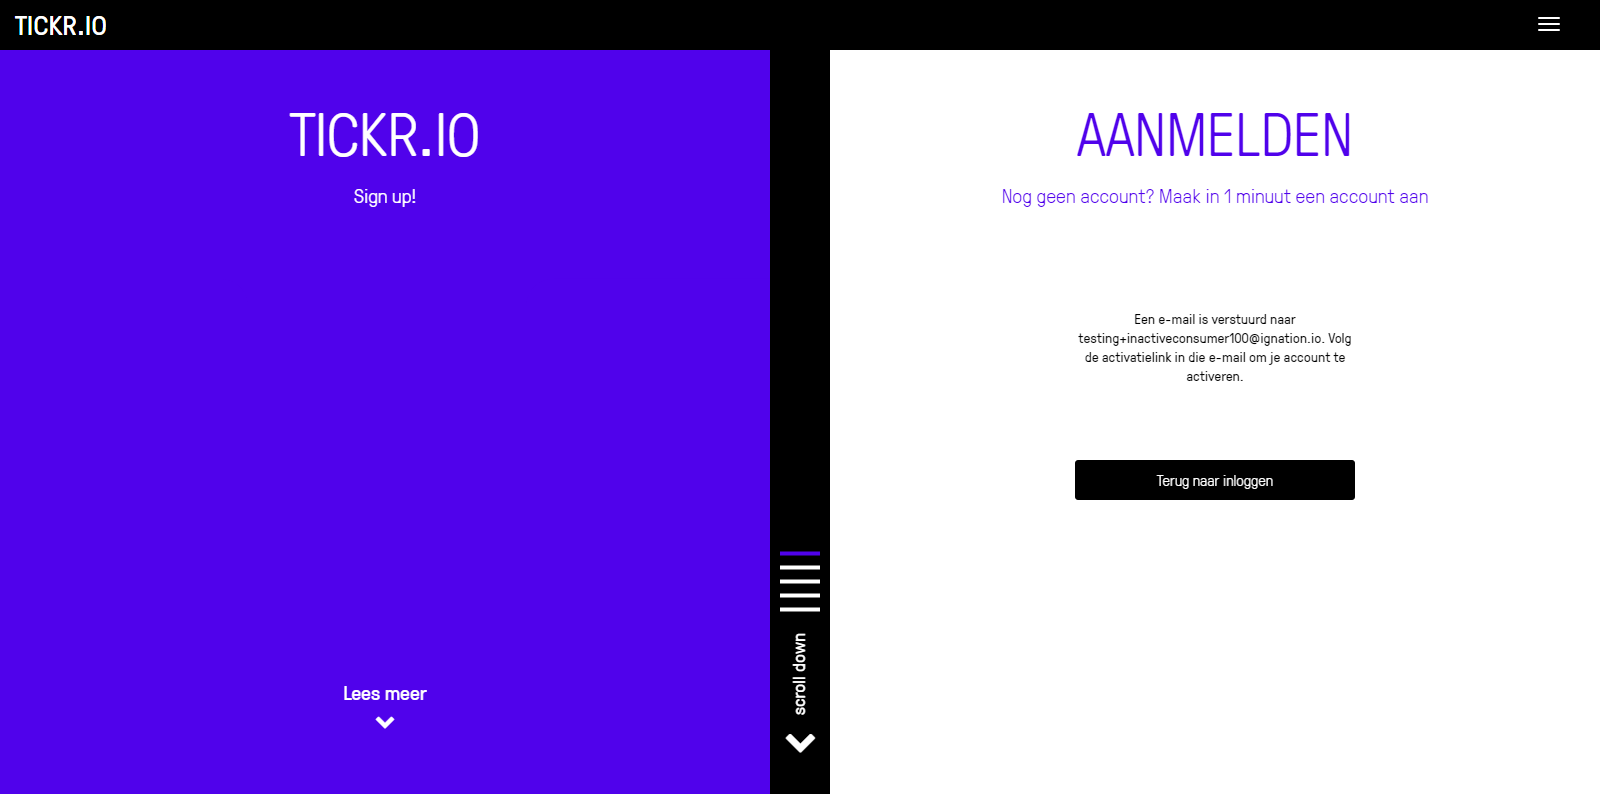 TICKR.IO
TICKR.IO
Sign up!
Lees meer
scroll down
AANMELDEN
Nog geen account? Maak in 1 minuut een account aan
Een e-mail is verstuurd naar
testing+inactiveconsumer100@ignation.io. Volg
de activatielink in die e-mail om je account te
activeren.
Terug naar inloggen